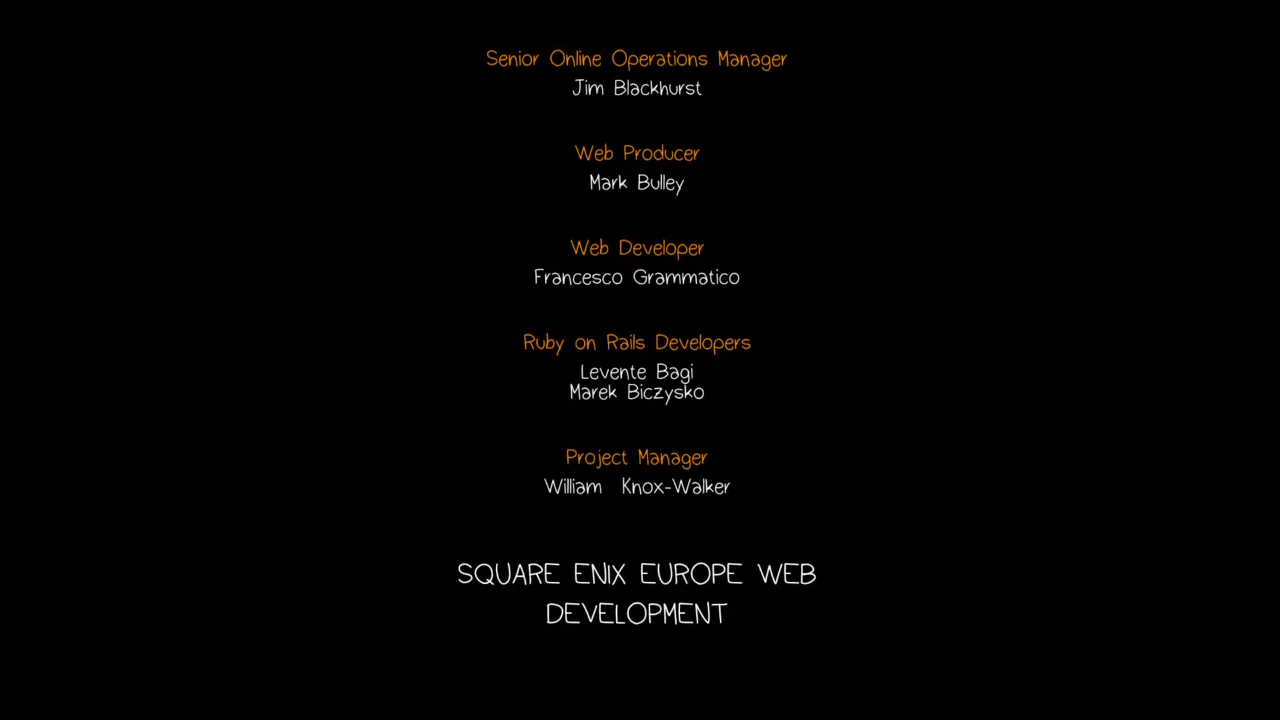 Senior Online Operations Manager
Jim Blackhurst
Web Producer
Mark Bulley
Web Developer
Francesco Grammatico
Ruby on Rails Developers
Levente Bagi
Marek Biczysko
Project Manager
William Knox-Walker
SQUARE ENIX EUROPE WEB
DEVELOPMENT